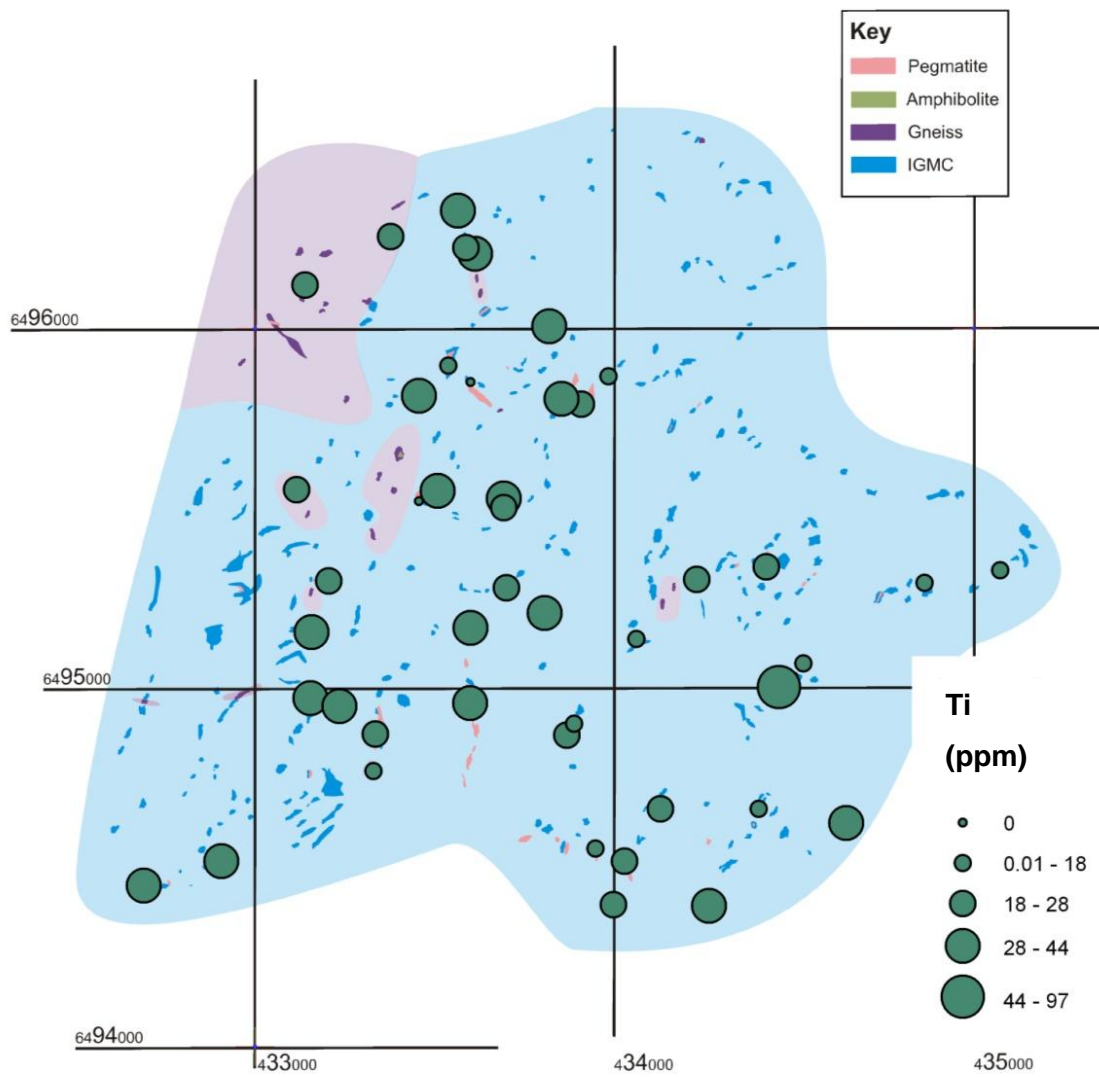 Key
Pegmatite
Amphibolite
Gneiss
IGMC
6496000
6495000
Ti
(ppm)
0
0.01 - 18
18 - 28
28 - 44
44 - 97
6494000
433000
434000
435000